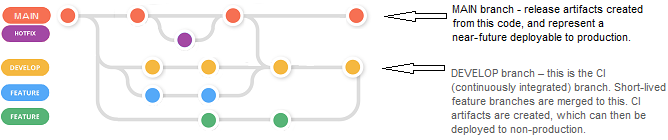 MAIN
HOTFIX
DEVELOP
FEATURE
FEATURE
MAIN branch - release artifacts created
from this code, and represent a
near-future deployable to production.
DEVELOP branch – this is the CI
(continuously integrated) branch. Short-lived
feature branches are merged to this. CI
artifacts are created, which can then be
deployed to non-production.